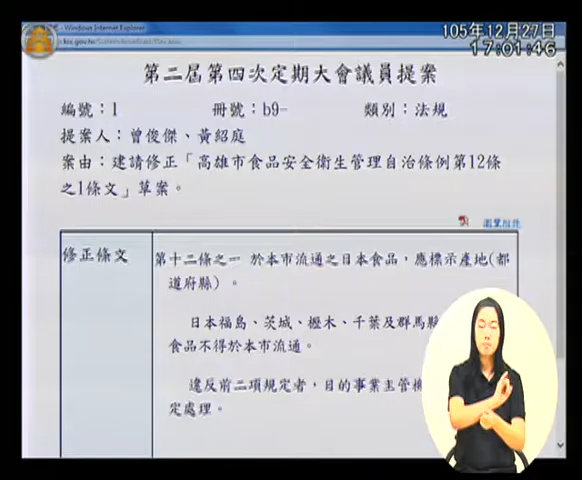 Windows Internet Explorer
105年12月27日
17:01:46
第二屆第四次定期大會議員提案
編號：1 冊號：b9- 類別：法規
提案人：曾俊傑、黃紹庭
案由：建請修正「高雄市食品安全衛生管理自治條例第12條
之1條文」草案。
瀏覽附件
修正條文
第十二條之一 於本市流通之日本食品，應標示產地(都
道府縣)。
日本福島、茨城、櫪木、千葉及群馬縣
食品不得於本市流通。
違反前二項規定者，目的事業主管機
定處理。